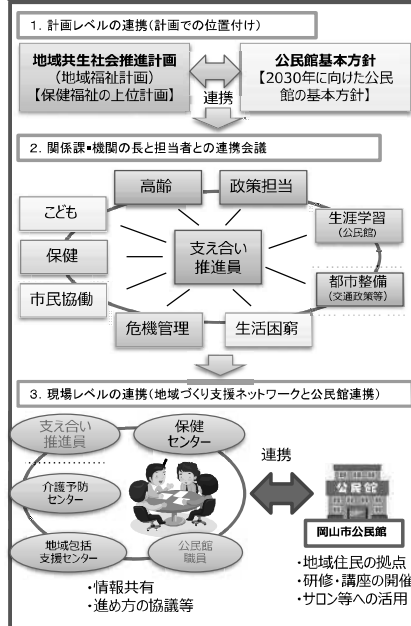 1. 計画レベルの連携(計画での位置付け)
地域共生社会推進計画
(地域福祉計画)
【保健福祉の上位計画】
連携
公民館基本方針
【2030年に向けた公民
館の基本方針】
2. 関係課・機関の長と担当者との連携会議
高齢
政策担当
こども
生涯学習
(公民館)
保健
支え合い
推進員
市民協働
都市整備
(交通政策等)
危機管理
生活困窮
3. 現場レベルの連携(地域づくり支援ネットワークと公民館連携)
支え合い
推進員
保健
センター
介護予防
センター
地域包括
支援センター
公民館
職員
連携
公民館
岡山市公民館
・情報共有
・進め方の協議等
・地域住民の拠点
・研修・講座の開催
・サロン等への活用